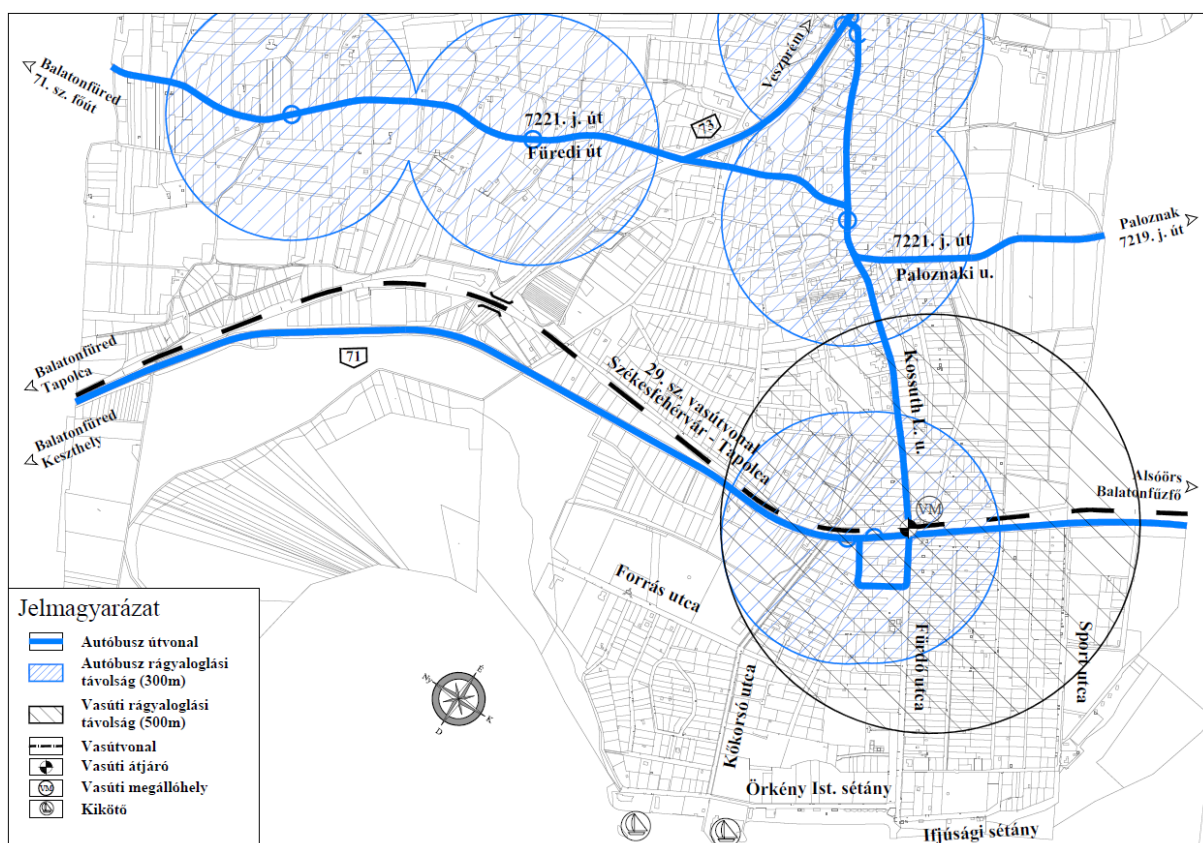 Balatonfüred
71. sz. főút
7221. j. út
Füredi út
73
Veszprém
Paloznak
7219. j. út
7221. j. út
Paloznaki u.
Balatonfüred
Tapolca
71
Balatonfüred
Keszthely
29. sz. vasútvonal
Székesfehérvár - Tapolca
Kossuth L. u.
VM
Alsóörs
Balatonfűzfő
Forrás utca
Kőkorsó utca
Fürdő utca
Sport utca
Örkény Ist. sétány
Ifjúsági sétány
É
Ny
K
D
Jelmagyarázat
Autóbusz útvonal
Autóbusz rágyaloglási
távolság (300m)
Vasúti rágyaloglási
távolság (500m)
Vasútvonal
Vasúti átjáró
VM
Vasúti megállóhely
Kikötő